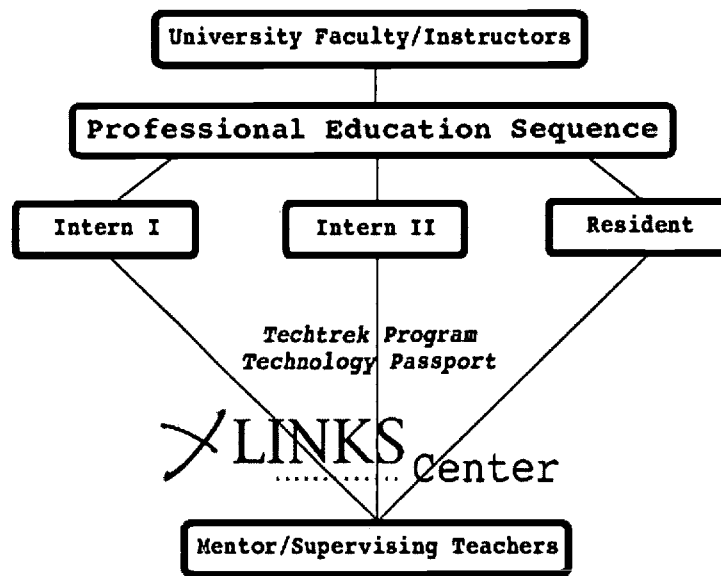 University Faculty/Instructors
Professional Education Sequence
Intern I
Intern II
Resident
Techtrek Program
Technology Passport
LINKS
Center
Mentor/Supervising Teachers